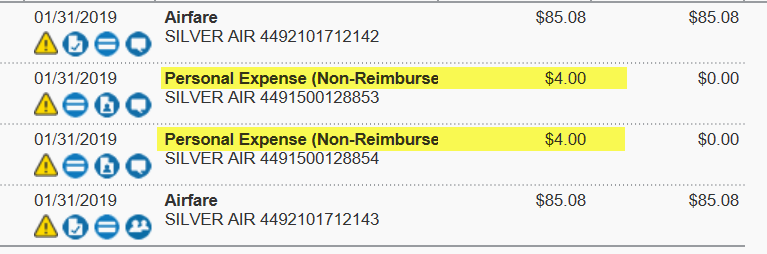 01/31/2019 Airfare $85.08 $85.08
SILVER AIR 4492101712142
01/31/2019 Personal Expense (Non-Reimburse $4.00 $0.00
SILVER AIR 4491500128853
01/31/2019 Personal Expense (Non-Reimburse $4.00 $0.00
SILVER AIR 4491500128854
01/31/2019 Airfare $85.08 $85.08
SILVER AIR 4492101712143